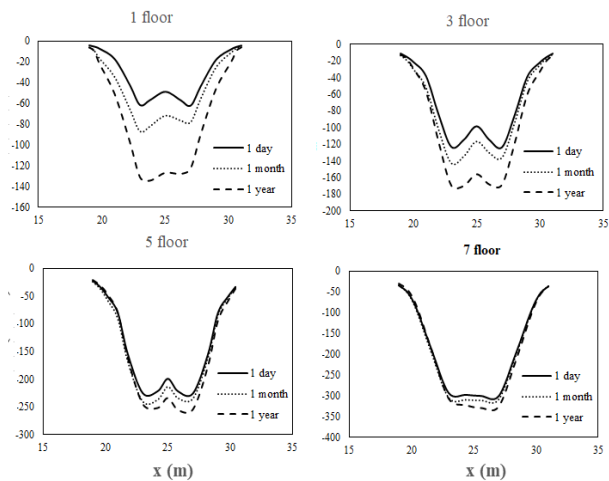 1 floor
0
-20
-40
-60
-80
-100
-120
-140
-160
15 20 25 30 35
1 day
1 month
1 year
3 floor
0
-20
-40
-60
-80
-100
-120
-140
-160
-180
-200
15 20 25 30 35
1 day
1 month
1 year
5 floor
0
-50
-100
-150
-200
-250
-300
15 20 25 30 35
1 day
1 month
1 year
x (m)
7 floor
0
-50
-100
-150
-200
-250
-300
-350
-400
15 20 25 30 35
1 day
1 month
1 year
x (m)